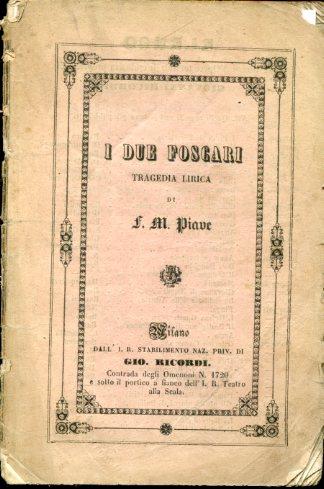 I DUE FOSCARI
TRAGEDIA LIRICA
DI
F. M. Piave
Milano
DALL' I. R. STABILIMENTO NAZ. PRIV. DI
GIO. RICORDI.
Contrada degli Omenoni N. 1720
e sotto il portico a fianco dell' I. R. Teatro
alla Scala.